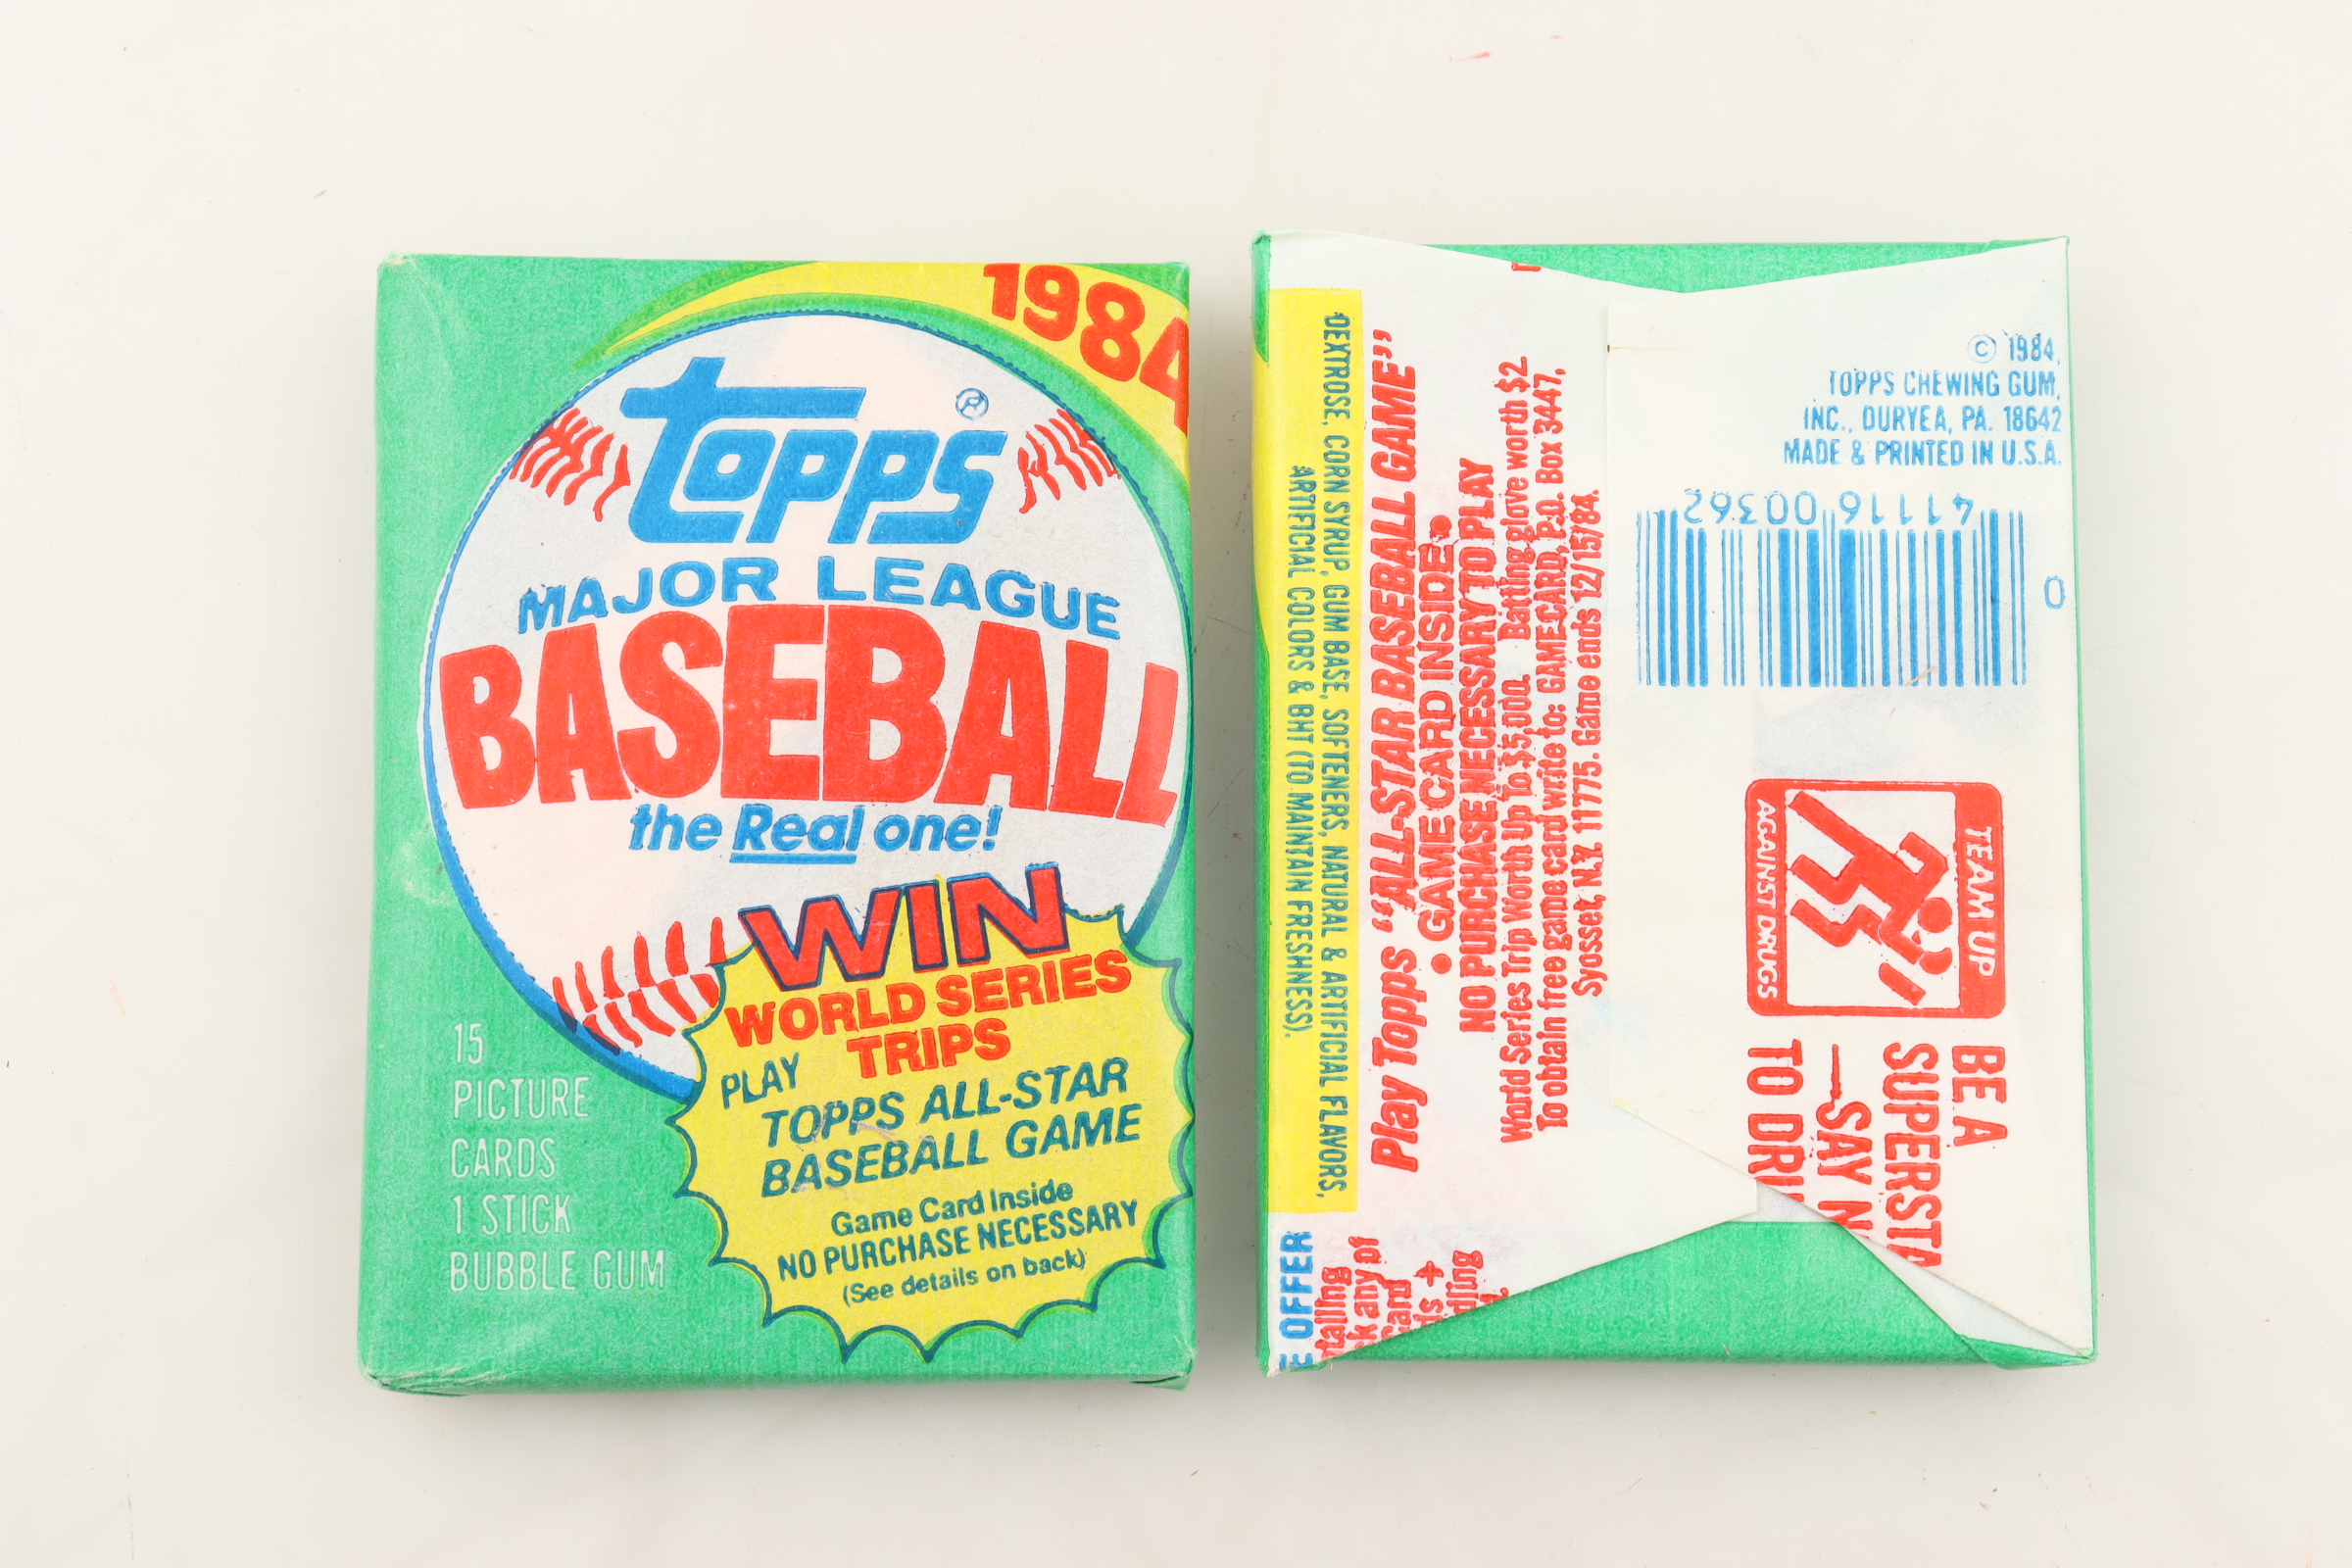 1984
topps®
MAJOR LEAGUE
BASEBALL
the Real one!
WIN
WORLD SERIES
TRIPS
PLAY
TOPPS ALL-STAR
BASEBALL GAME
Game Card Inside
NO PURCHASE NECESSARY
(See details on back)
15
PICTURE
CARDS
1 STICK
BUBBLE GUM
DEXTROSE, CORN SYRUP, GUM BASE, SOFTENERS, NATURAL & ARTIFICIAL FLAVORS,
ARTIFICIAL COLORS & BHT (TO MAINTAIN FRESHNESS).
Play Topps “ALL-STAR BASEBALL GAME”
• GAME CARD INSIDE •
NO PURCHASE NECESSARY TO PLAY
World Series Trip Worth Up To $5,000. Batting glove worth $2.
To obtain free game card write to: GAME CARD, P.O. Box 3447,
Syosset, N.Y. 11775. Game ends 12/15/84.
© 1984,
TOPPS CHEWING GUM,
INC., DURYEA, PA. 18642
MADE & PRINTED IN U.S.A.
41116 00362
0
TEAM UP
AGAINST DRUGS
BE A
SUPERSTA
—SAY N
TO DRU
E OFFER
k any of